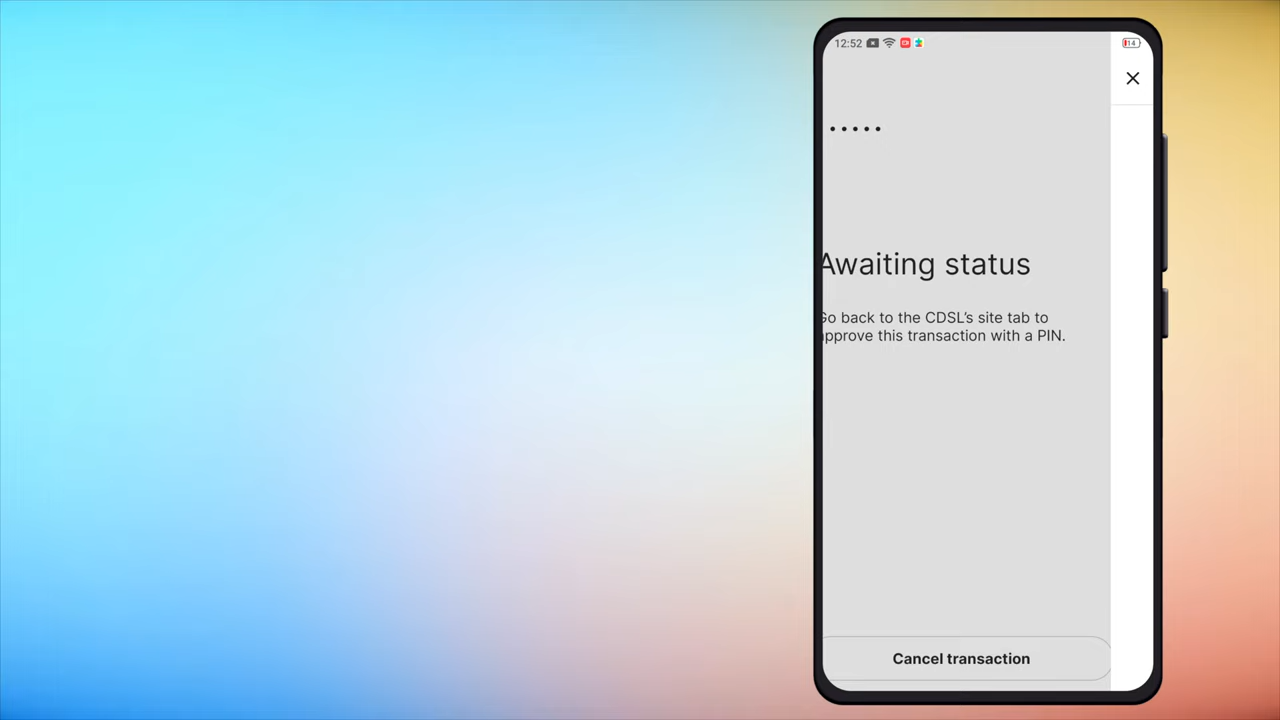 12:52
14
Awaiting status
Go back to the CDSL's site tab to
approve this transaction with a PIN.
Cancel transaction